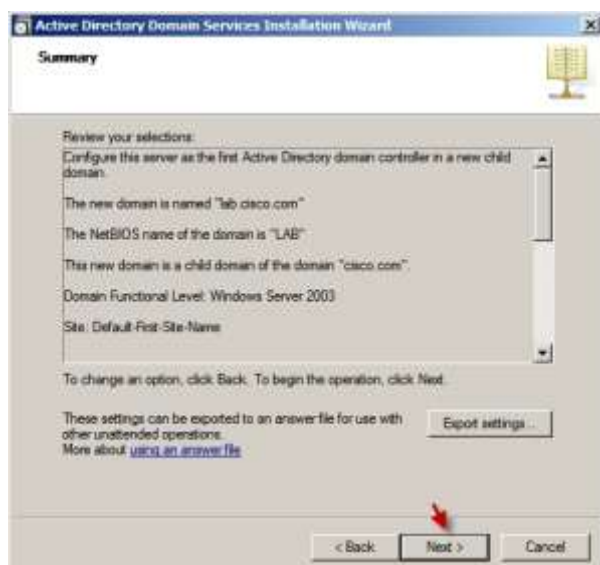 Active Directory Domain Services Installation Wizard
Summary
Review your selections:
Configure this server as the first Active Directory domain controller in a new child
domain.
The new domain is named "lab.cisco.com"
The NetBIOS name of the domain is "LAB"
This new domain is a child domain of the domain "cisco.com".
Domain Functional Level: Windows Server 2003
Site: Default-First-Site-Name
To change an option, click Back. To begin the operation, click Next.
These settings can be exported to an answer file for use with
other unattended operations.
More about using an answer file
Export settings...
< Back
Next >
Cancel